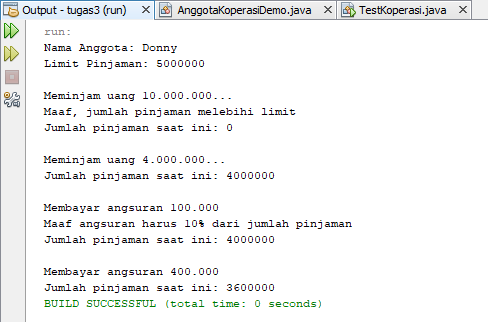 Output - tugas3 (run)
AnggotaKoperasiDemo.java
TestKoperasi.java
run:
Nama Anggota: Donny
Limit Pinjaman: 5000000
Meminjam uang 10.000.000...
Maaf, jumlah pinjaman melebihi limit
Jumlah pinjaman saat ini: 0
Meminjam uang 4.000.000...
Jumlah pinjaman saat ini: 4000000
Membayar angsuran 100.000
Maaf angsuran harus 10% dari jumlah pinjaman
Jumlah pinjaman saat ini: 4000000
Membayar angsuran 400.000
Jumlah pinjaman saat ini: 3600000
BUILD SUCCESSFUL (total time: 0 seconds)